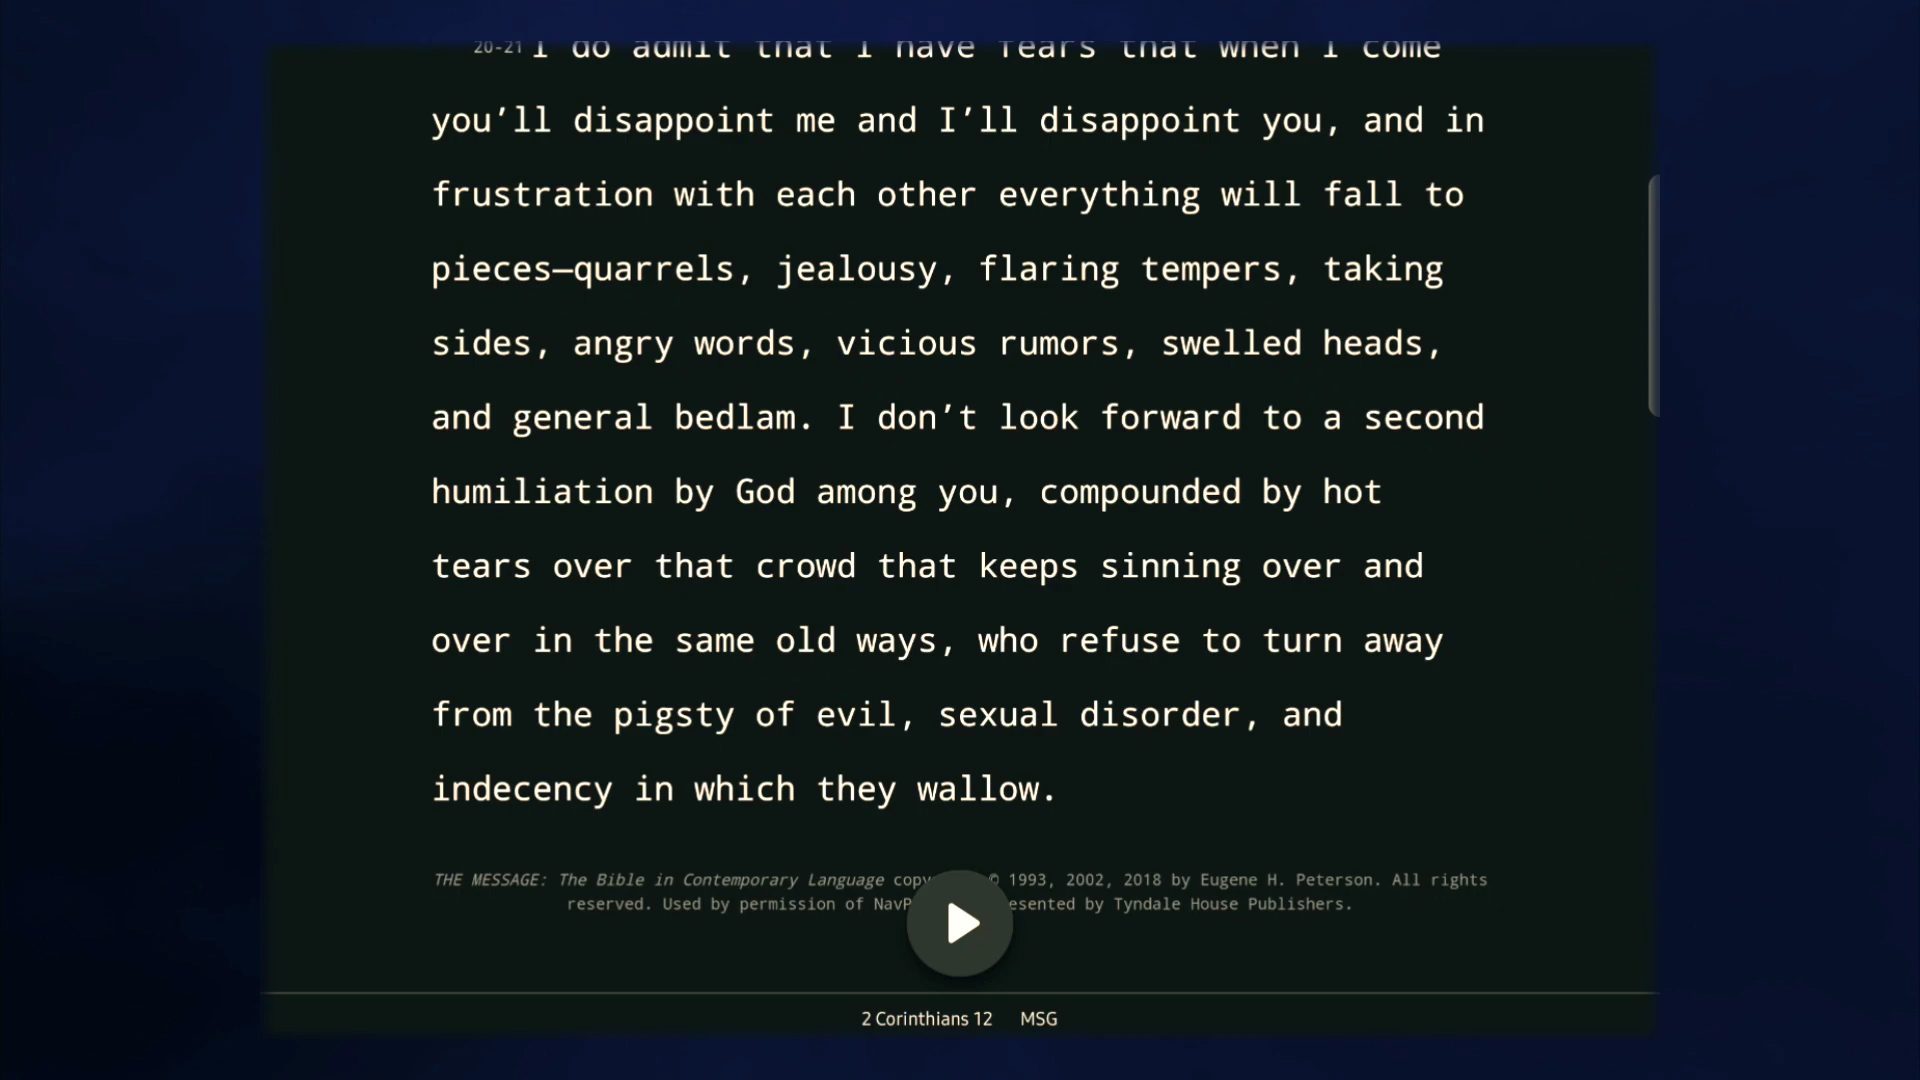 20-21 I do admit that I have fears that when I come
you’ll disappoint me and I’ll disappoint you, and in
frustration with each other everything will fall to
pieces—quarrels, jealousy, flaring tempers, taking
sides, angry words, vicious rumors, swelled heads,
and general bedlam. I don’t look forward to a second
humiliation by God among you, compounded by hot
tears over that crowd that keeps sinning over and
over in the same old ways, who refuse to turn away
from the pigsty of evil, sexual disorder, and
indecency in which they wallow.
THE MESSAGE: The Bible in Contemporary Language © 1993, 2002, 2018 by Eugene H. Peterson. All rights
reserved. Used by permission of by Tyndale House Publishers.
2 Corinthians 12 MSG